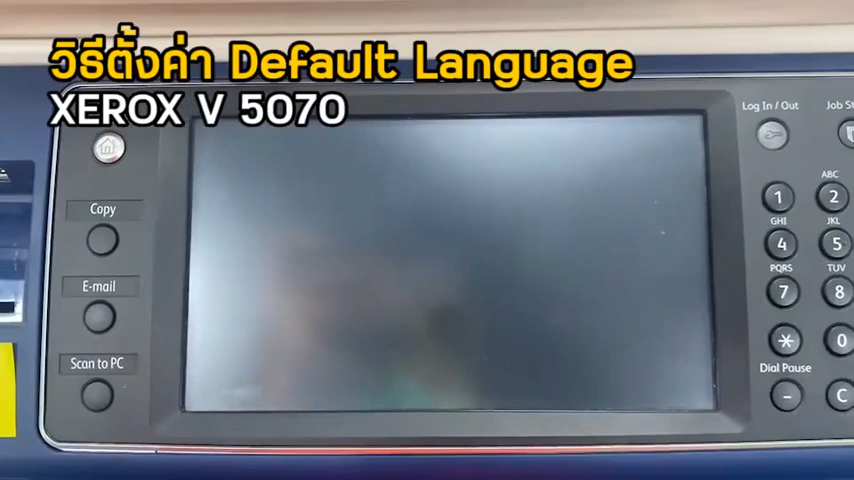 วิธีตั้งค่า Default Language
XEROX V 5070
Log In / Out
Copy
E-mail
Scan to PC
ABC
1
2
GHI
JKL
4
5
PQRS
TUV
7
8
*
0
Dial Pause
-
C